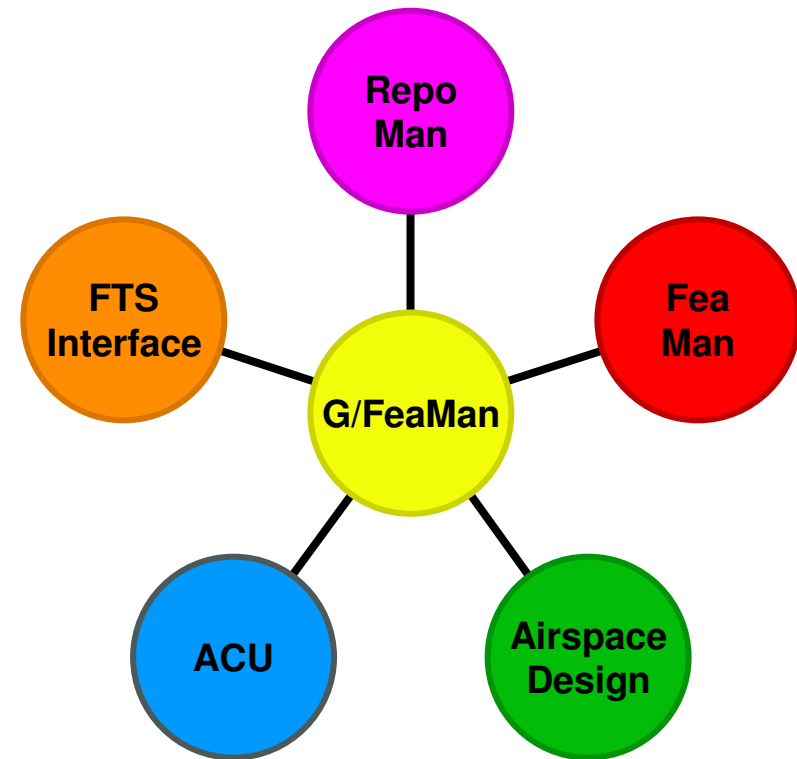 Repo
Man
FTS
Interface
Fea
Man
G/FeaMan
ACU
Airspace
Design